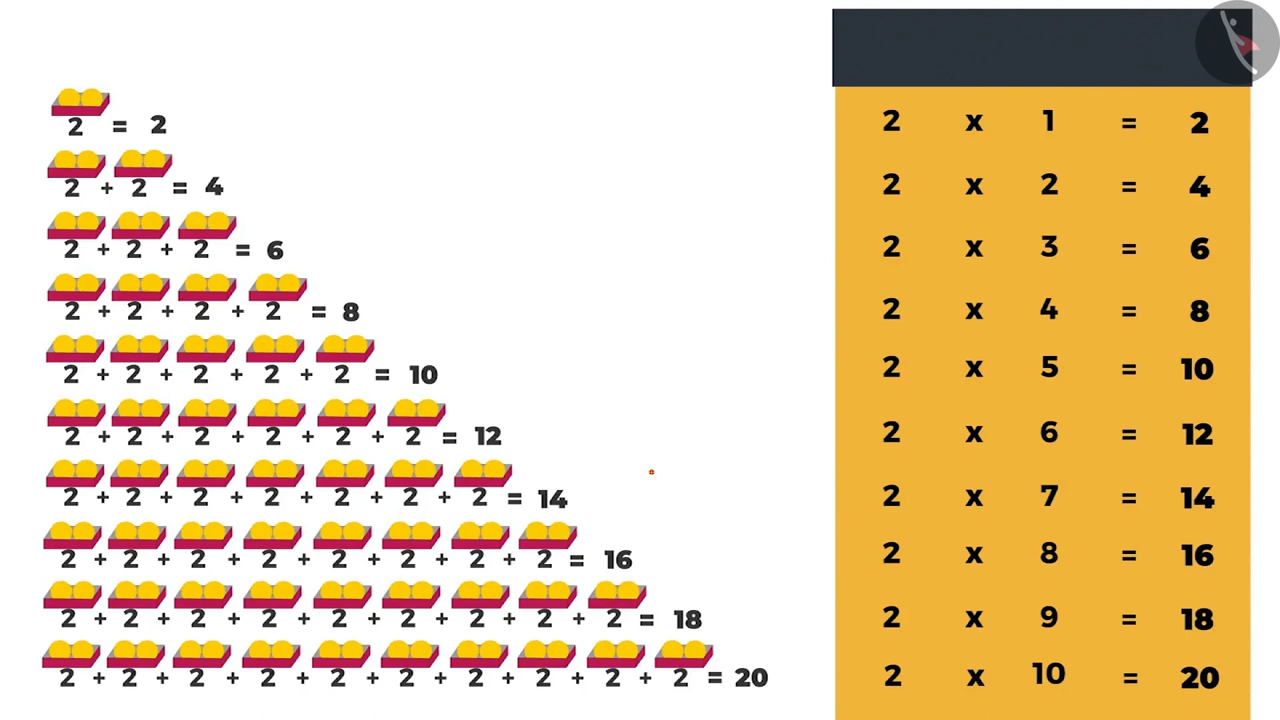 2 = 2
2 + 2 = 4
2 + 2 + 2 = 6
2 + 2 + 2 + 2 = 8
2 + 2 + 2 + 2 + 2 = 10
2 + 2 + 2 + 2 + 2 + 2 = 12
2 + 2 + 2 + 2 + 2 + 2 + 2 = 14
2 + 2 + 2 + 2 + 2 + 2 + 2 + 2 = 16
2 + 2 + 2 + 2 + 2 + 2 + 2 + 2 + 2 = 18
2 + 2 + 2 + 2 + 2 + 2 + 2 + 2 + 2 + 2 = 20
2 x 1 = 2
2 x 2 = 4
2 x 3 = 6
2 x 4 = 8
2 x 5 = 10
2 x 6 = 12
2 x 7 = 14
2 x 8 = 16
2 x 9 = 18
2 x 10 = 20